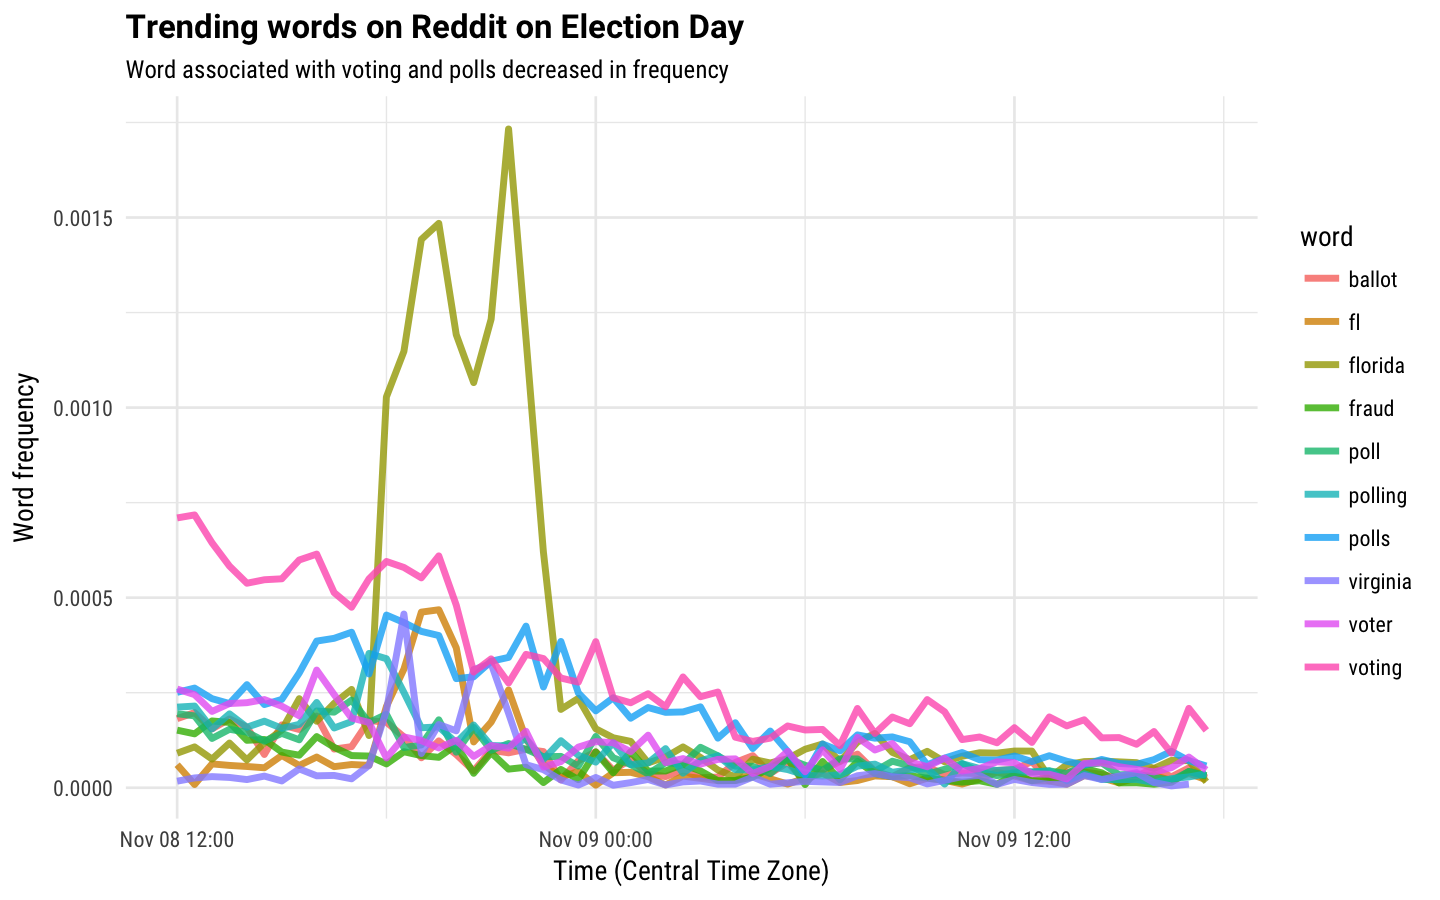 Trending words on Reddit on Election Day
Word associated with voting and polls decreased in frequency
Word frequency
0.0015
0.0010
0.0005
0.0000
Nov 08 12:00
Nov 09 00:00
Nov 09 12:00
Time (Central Time Zone)
word
ballot
fl
florida
fraud
poll
polling
polls
virginia
voter
voting